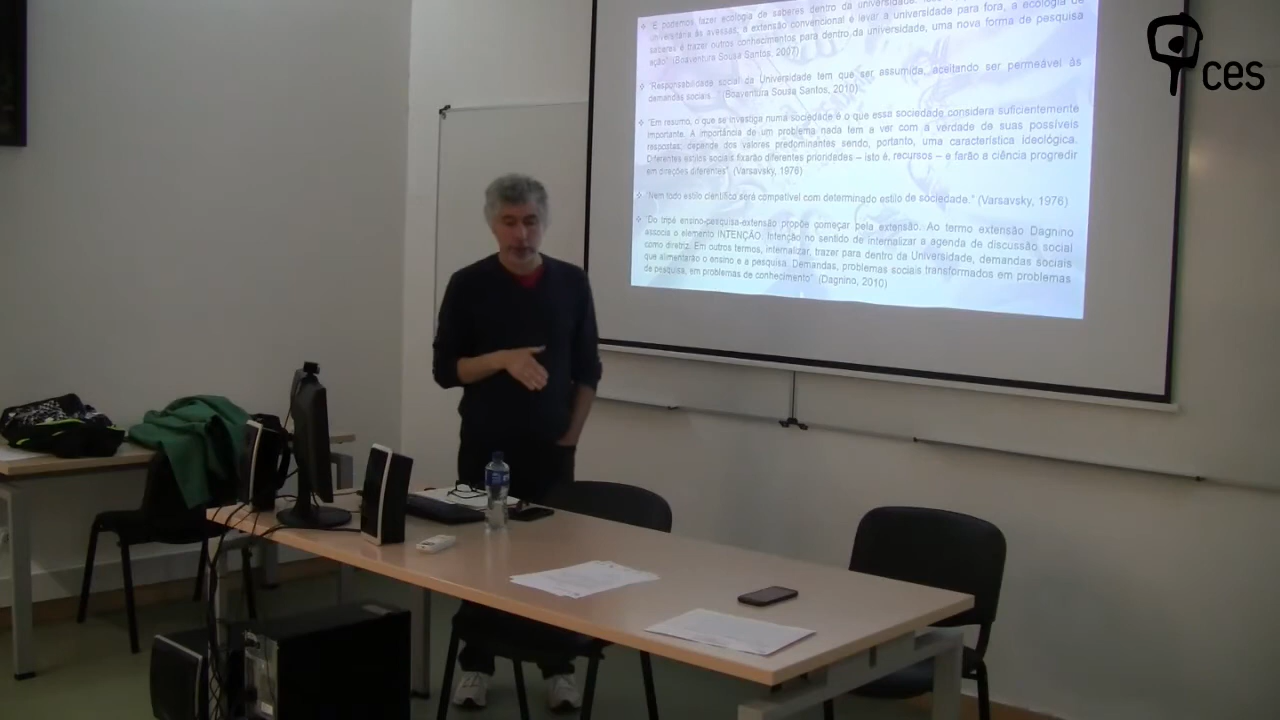 "E podemos fazer ecologia de saberes dentro da universidade.
universitária às avessas, a extensão convencional é levar a universidade para fora, a ecologia de
saberes é trazer outros conhecimentos para dentro da universidade, uma nova forma de pesquisa
ação". (Boaventura Sousa Santos, 2007)
"Responsabilidade social da Universidade tem que ser assumida, aceitando ser permeável às
demandas sociais..." (Boaventura Sousa Santos, 2010)
"Em resumo, o que se investiga numa sociedade é o que essa sociedade considera suficientemente
importante. A importância de um problema nada tem a ver com a verdade de suas possíveis
respostas; depende dos valores predominantes sendo, portanto, uma característica ideológica.
Diferentes estilos sociais fixarão diferentes prioridades – isto é, recursos – e farão a ciência progredir
em direções diferentes". (Varsavsky, 1976)
"Nem todo estilo científico será compatível com determinado estilo de sociedade." (Varsavsky, 1976)
"Do tripé ensino-pesquisa-extensão propõe começar pela extensão. Ao termo extensão Dagnino
associa o elemento INTENÇÃO. Intenção no sentido de internalizar a agenda de discussão social
como diretriz. Em outros termos, internalizar, trazer para dentro da Universidade, demandas sociais
que alimentarão o ensino e a pesquisa. Demandas, problemas sociais transformados em problemas
de pesquisa, em problemas de conhecimento". (Dagnino, 2010)
ces